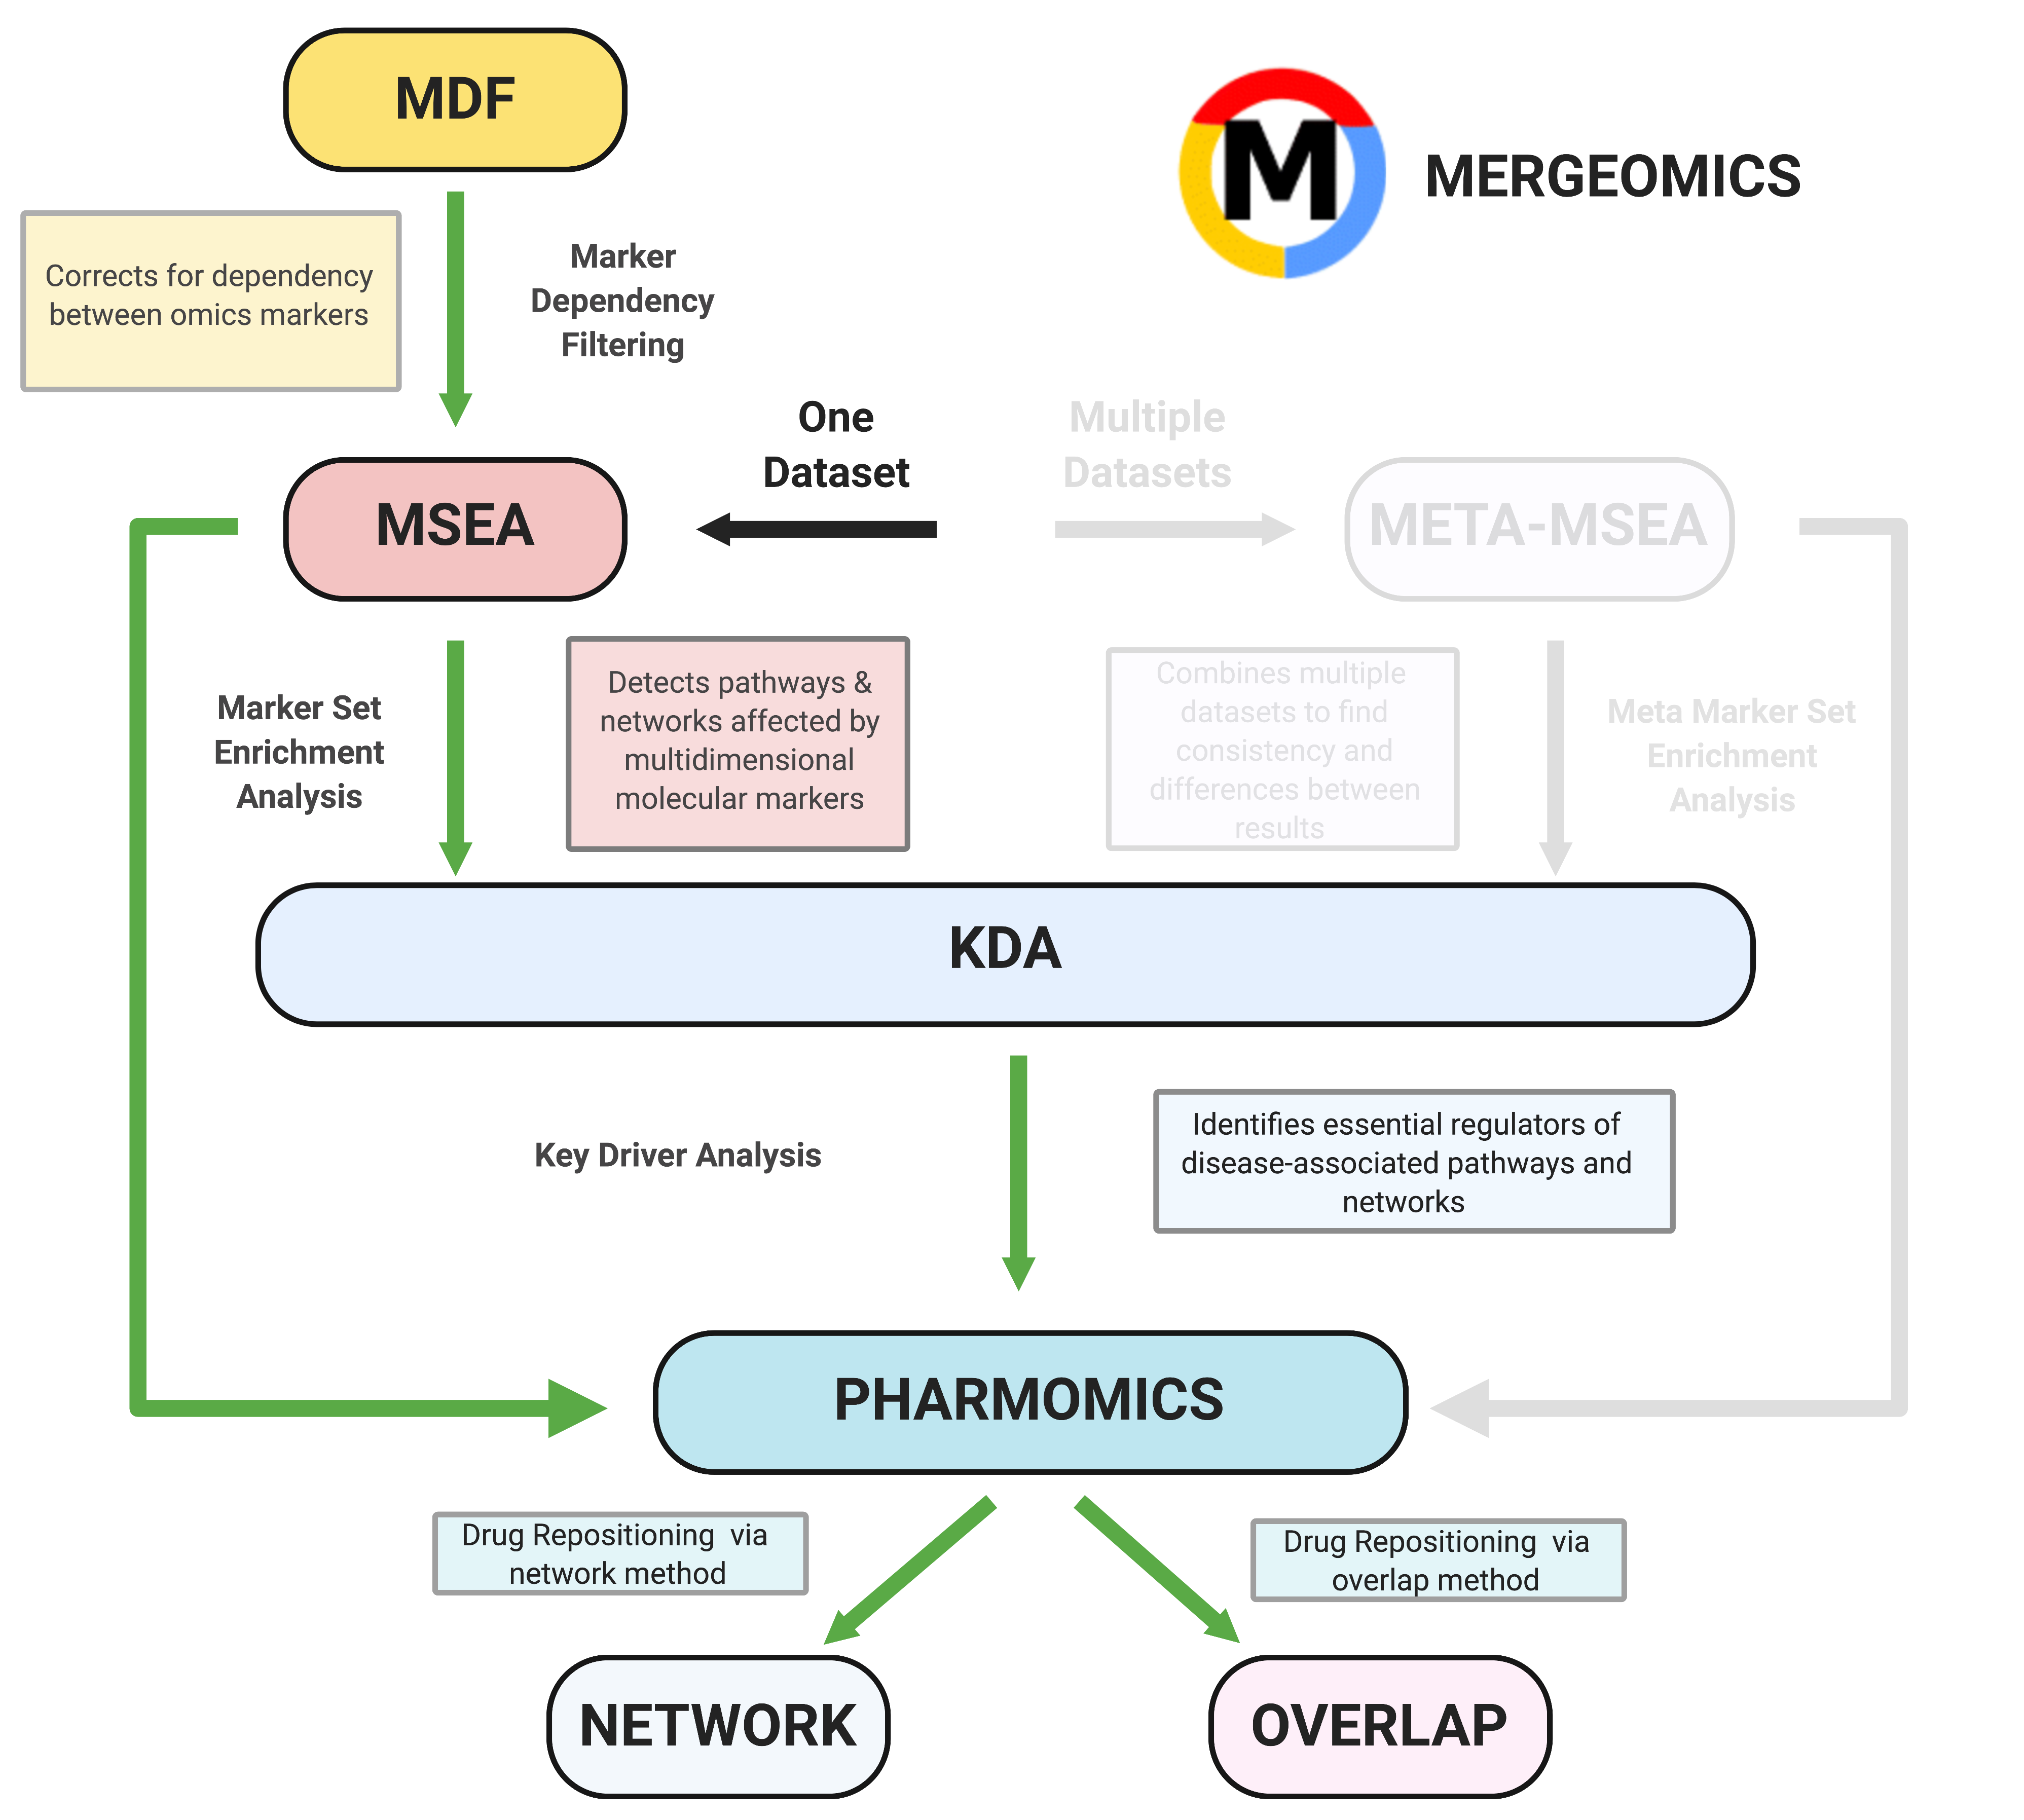 MDF
M
MERGEOMICS
Corrects for dependency
between omics markers
Marker
Dependency
Filtering
One
Dataset
Multiple
Datasets
MSEA
META-MSEA
Marker Set
Enrichment
Analysis
Detects pathways &
networks affected by
multidimensional
molecular markers
Combines multiple
datasets to find
consistency and
differences between
results
Meta Marker Set
Enrichment
Analysis
KDA
Key Driver Analysis
Identifies essential regulators of
disease-associated pathways and
networks
PHARMOMICS
Drug Repositioning  via
network method
Drug Repositioning  via
overlap method
NETWORK
OVERLAP